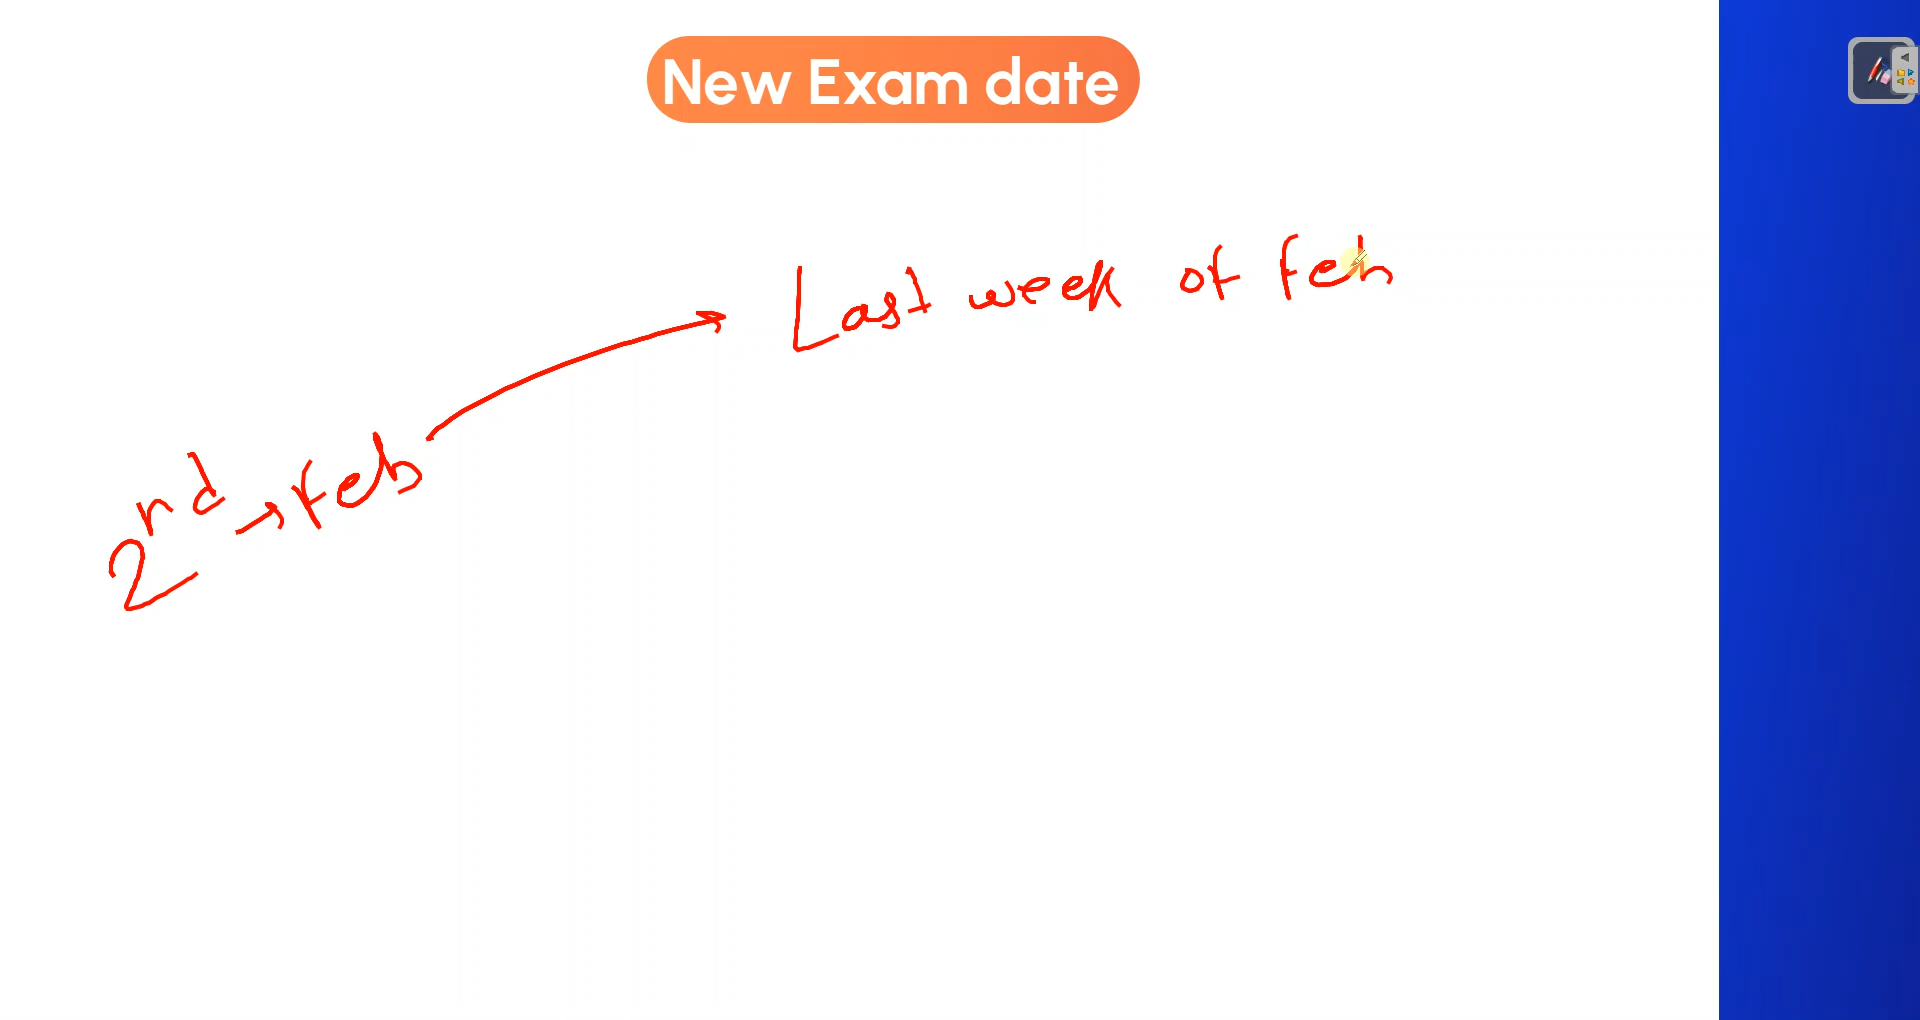 New Exam date
Last week of Feb
2nd → Feb